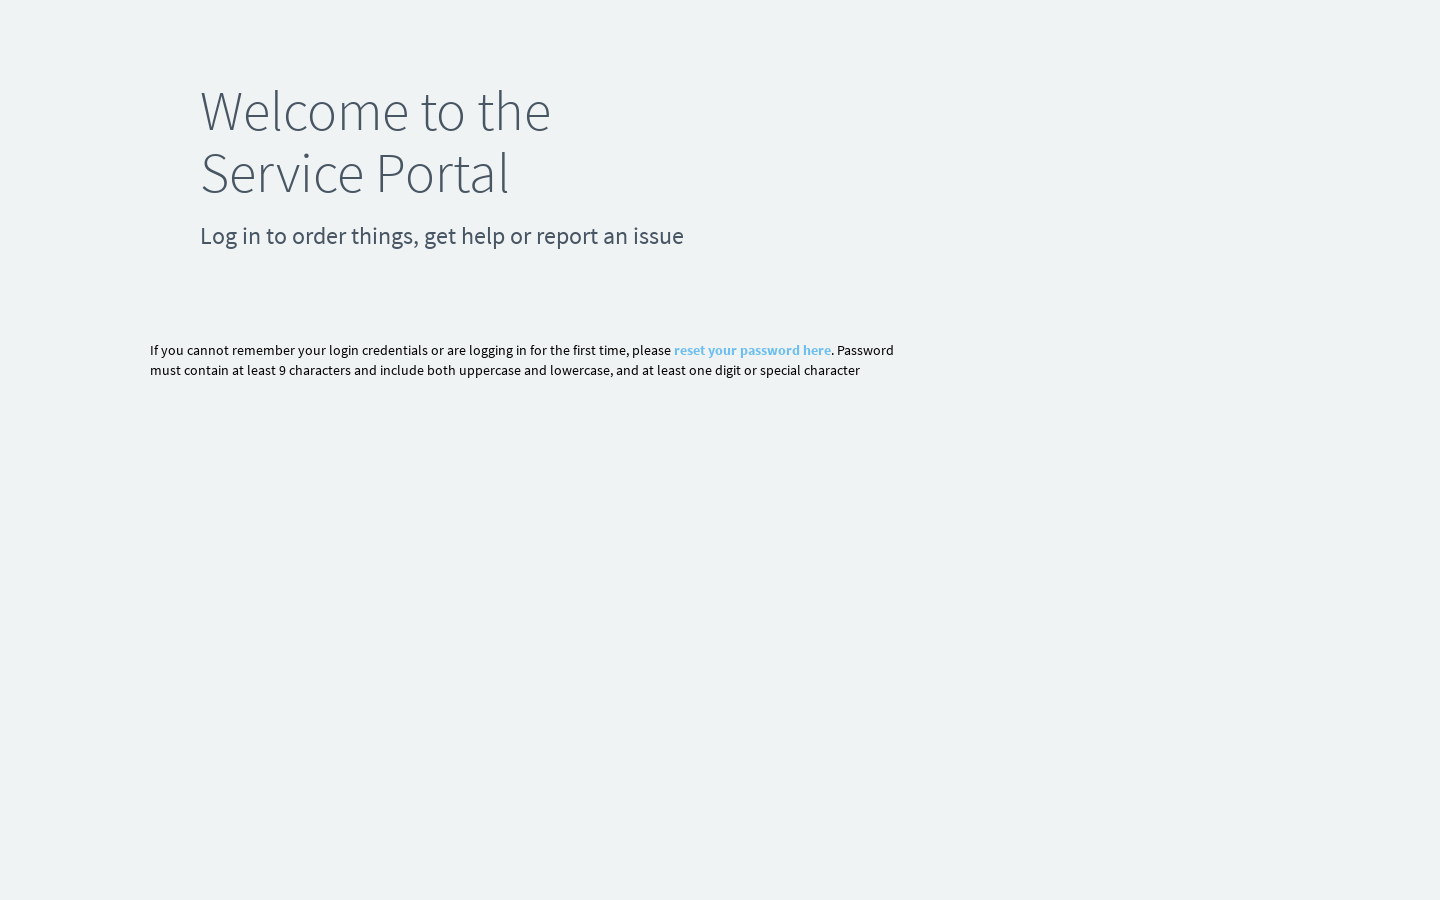 Welcome to the
Service Portal
Log in to order things, get help or report an issue
If you cannot remember your login credentials or are logging in for the first time, please reset your password here. Password
must contain at least 9 characters and include both uppercase and lowercase, and at least one digit or special character